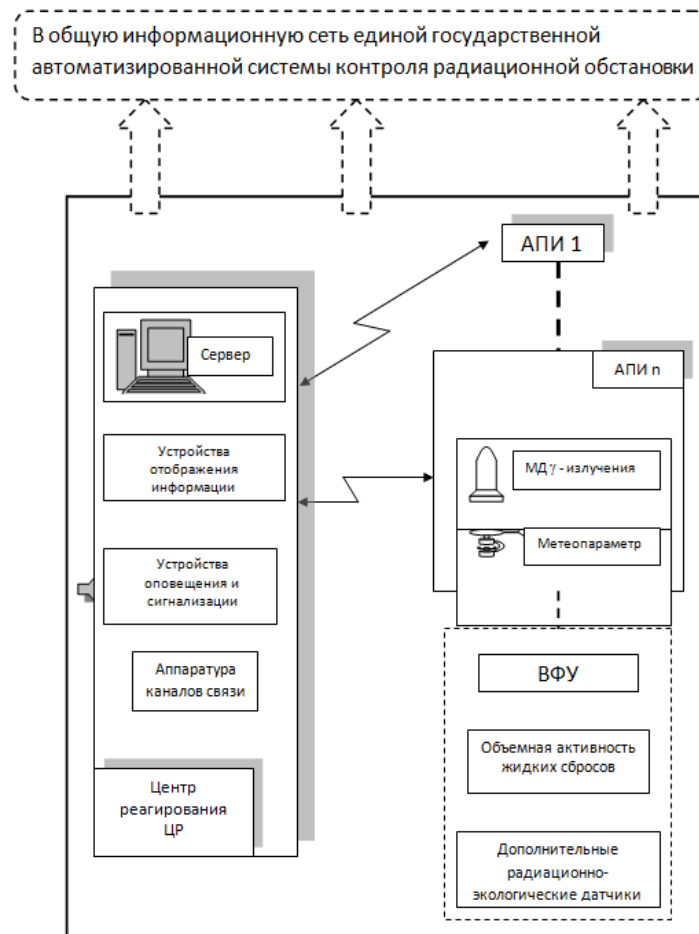 В общую информационную сеть единой государственной
автоматизированной системы контроля радиационной обстановки
АПИ 1
Сервер
АПИ n
Устройства
отображения
информации
МД γ - излучения
Метеопараметр
Устройства
оповещения и
сигнализации
Аппаратура
каналов связи
ВФУ
Объемная активность
жидких сбросов
Центр
реагирования
ЦР
Дополнительные
радиационно-
экологические датчики